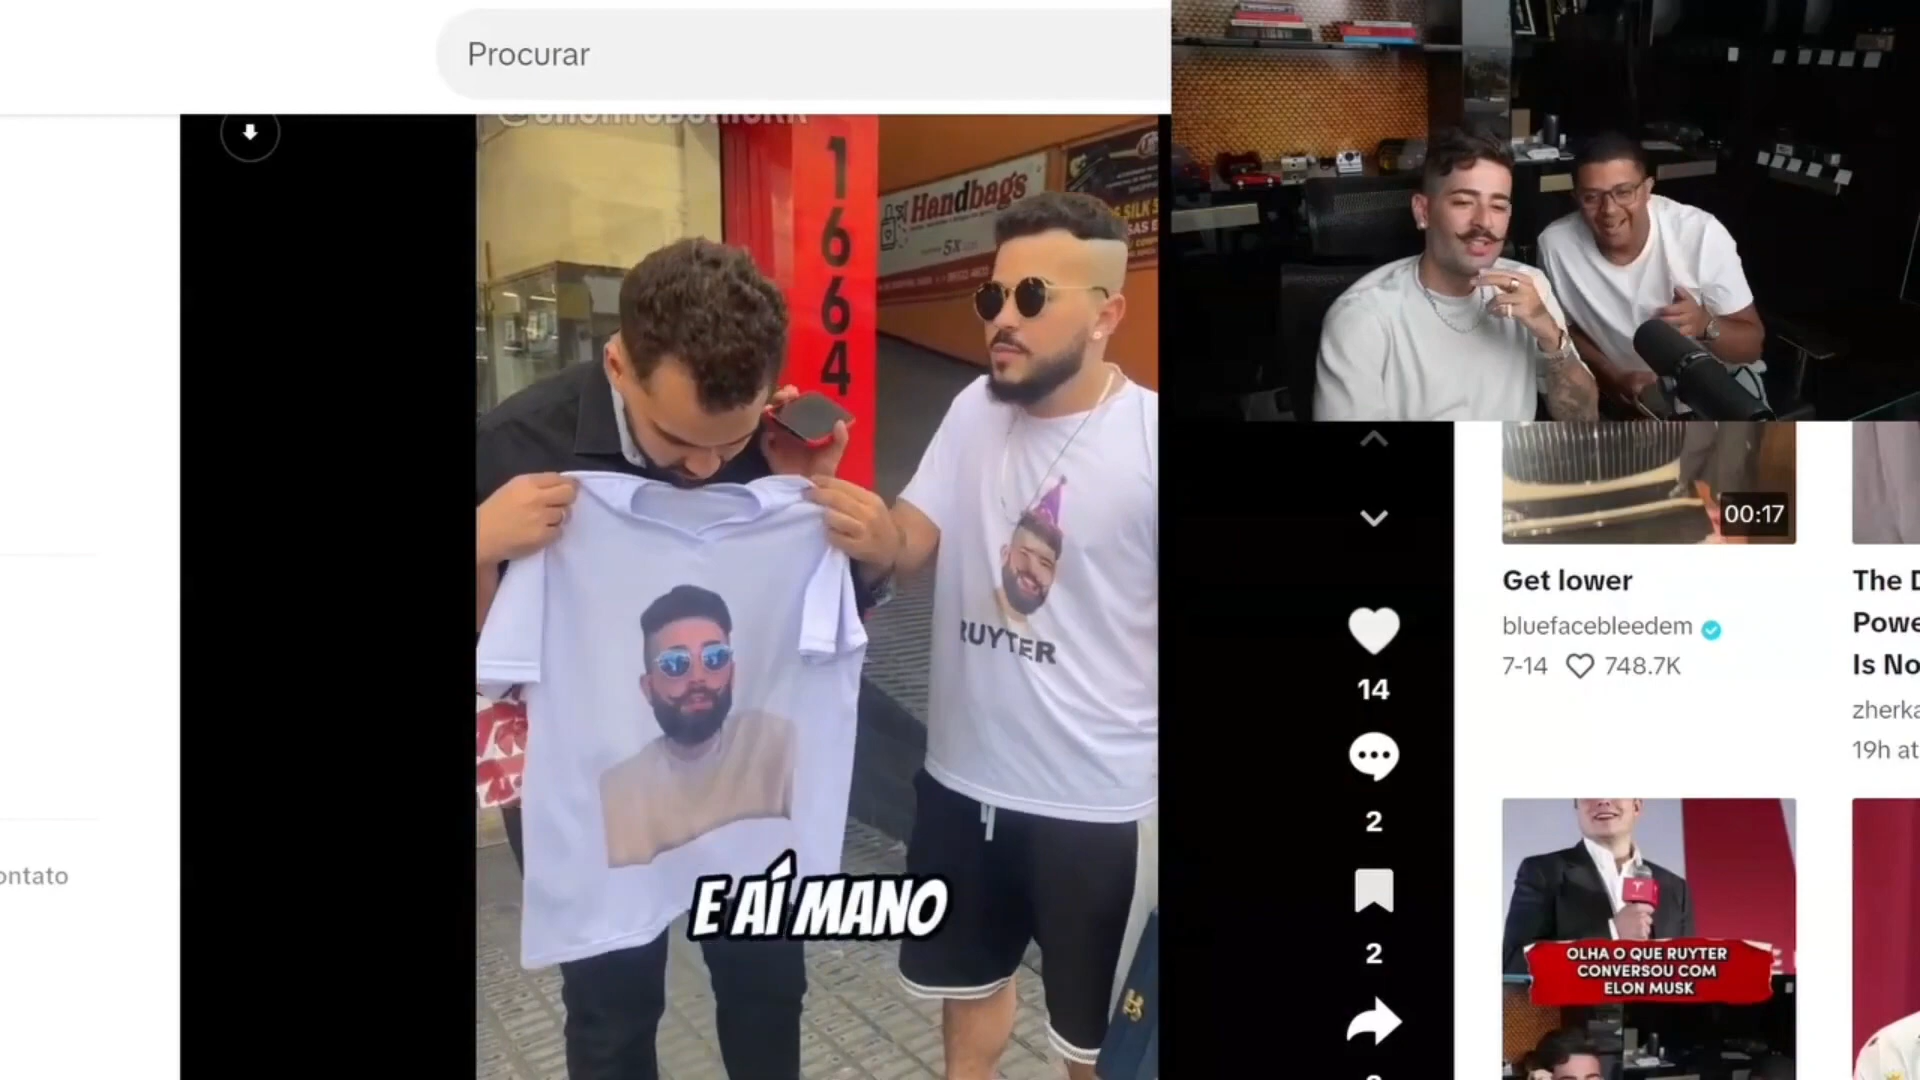 Procurar
1664
Handbags
5X
RUYTER
E AÍ MANO
14
2
2
ontato
00:17
Get lower
bluefacebleedem
7-14 748.7K
The D
Powe
Is No
zherka
19h at
OLHA O QUE RUYTER
CONVERSOU COM
ELON MUSK